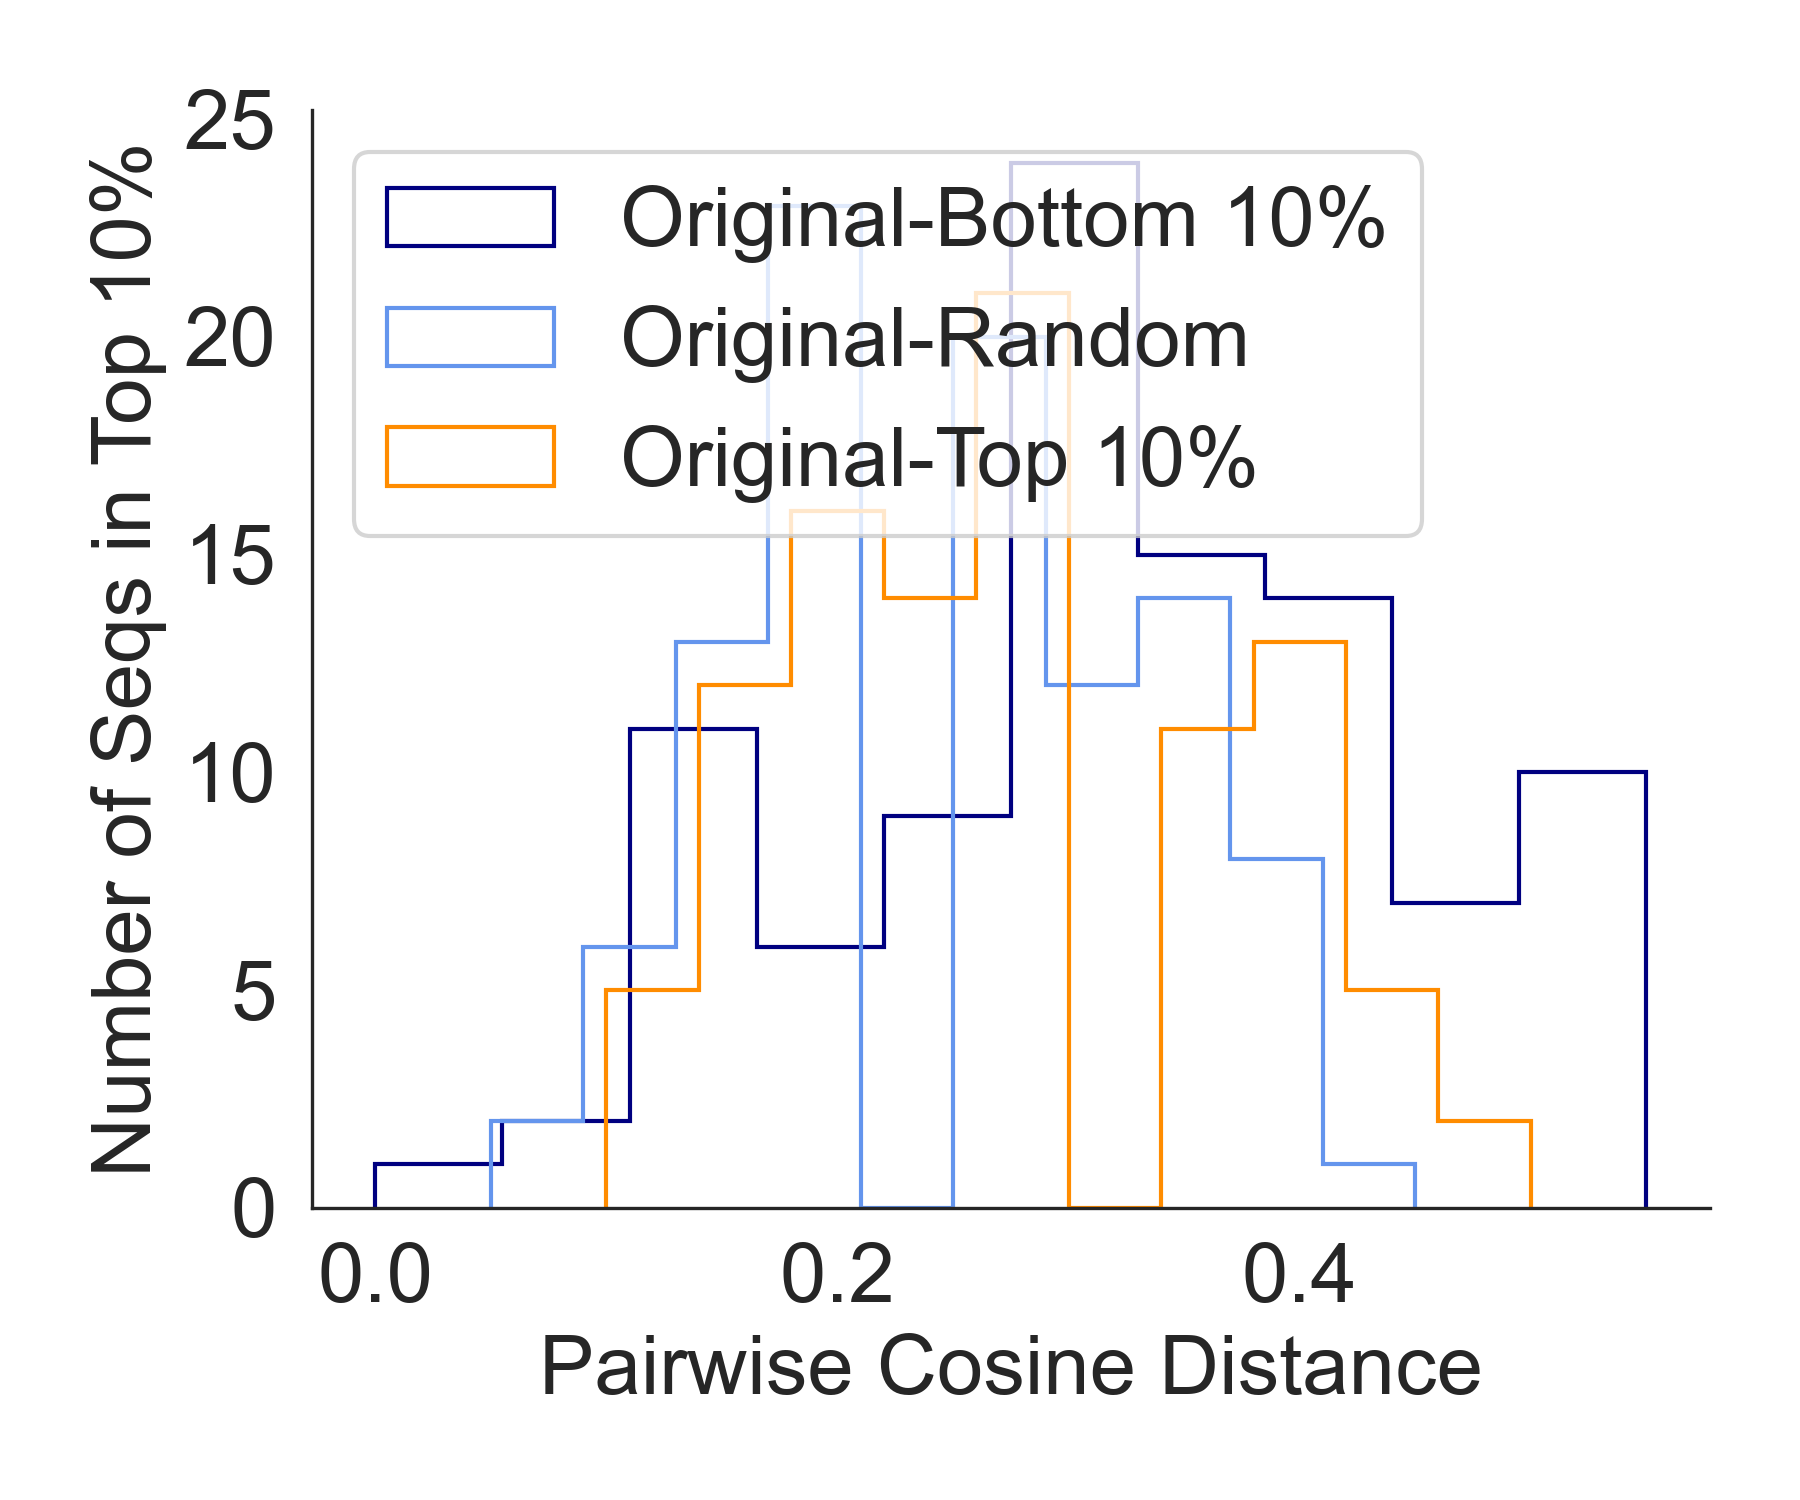 Number of Seqs in Top 10%
25
20
15
10
5
0
Original-Bottom 10%
Original-Random
Original-Top 10%
0.0 0.2 0.4
Pairwise Cosine Distance